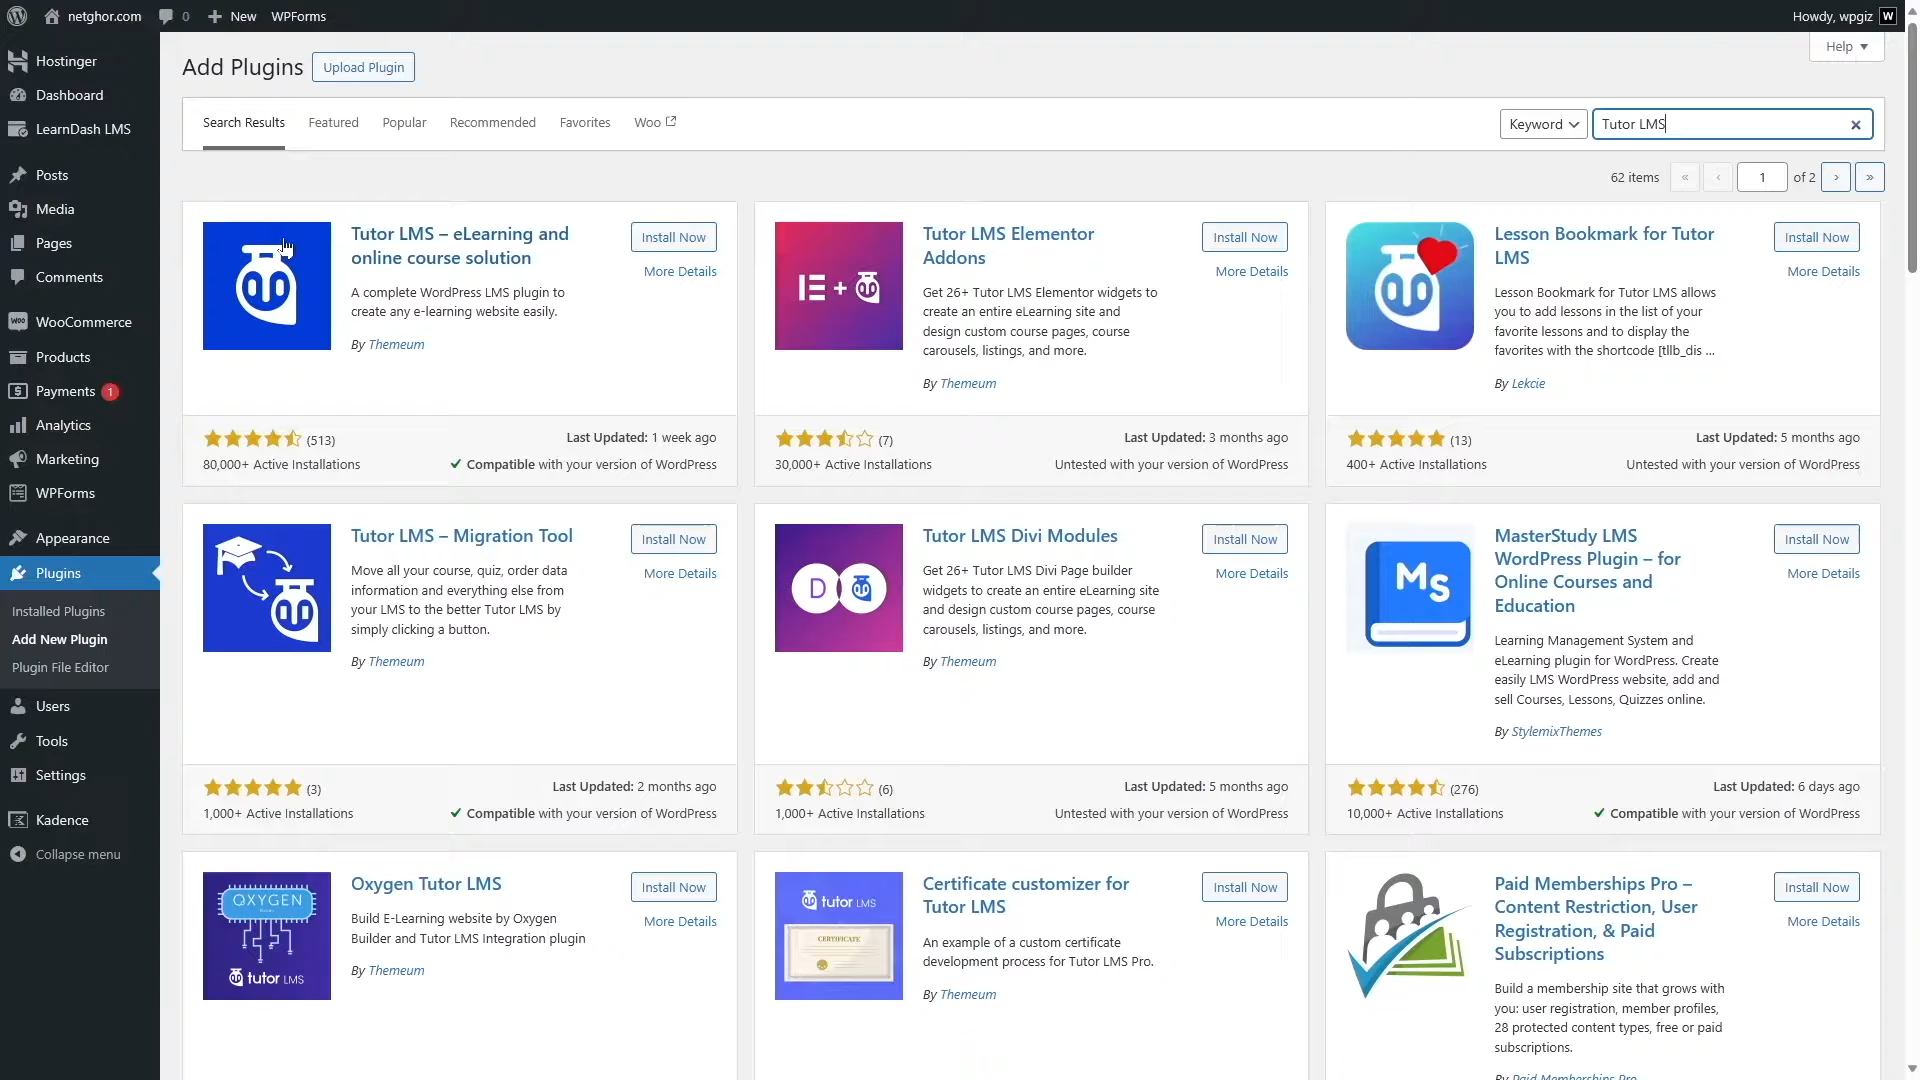 netghor.com
0
New
WPForms
Howdy, wpgiz
W
Hostinger
Dashboard
LearnDash LMS
Posts
Media
Pages
Comments
WooCommerce
Products
Payments 1
Analytics
Marketing
WPForms
Appearance
Plugins
Installed Plugins
Add New Plugin
Plugin File Editor
Users
Tools
Settings
Kadence
Collapse menu
Help
Add Plugins
Upload Plugin
Search Results
Featured
Popular
Recommended
Favorites
Woo
Keyword
Tutor LMS
62 items
«
‹
1
of 2
›
»
Tutor LMS – eLearning and
online course solution
A complete WordPress LMS plugin to
create any e-learning website easily.
By Themeum
Install Now
More Details
(513)
80,000+ Active Installations
Last Updated: 1 week ago
Compatible with your version of WordPress
Tutor LMS Elementor
Addons
Get 26+ Tutor LMS Elementor widgets to
create an entire eLearning site and
design custom course pages, course
carousels, listings, and more.
By Themeum
Install Now
More Details
(7)
30,000+ Active Installations
Last Updated: 3 months ago
Untested with your version of WordPress
Lesson Bookmark for Tutor
LMS
Lesson Bookmark for Tutor LMS allows
you to add lessons in the list of your
favorite lessons and to display the
favorites with the shortcode [tllb_dis ...
By Lekcie
Install Now
More Details
(13)
400+ Active Installations
Last Updated: 5 months ago
Untested with your version of WordPress
Tutor LMS – Migration Tool
Move all your course, quiz, order data
information and everything else from
your LMS to the better Tutor LMS by
simply clicking a button.
By Themeum
Install Now
More Details
(3)
1,000+ Active Installations
Last Updated: 2 months ago
Compatible with your version of WordPress
D
Tutor LMS Divi Modules
Get 26+ Tutor LMS Divi Page builder
widgets to create an entire eLearning site
and design custom course pages, course
carousels, listings, and more.
By Themeum
Install Now
More Details
(6)
1,000+ Active Installations
Last Updated: 5 months ago
Untested with your version of WordPress
MS
MasterStudy LMS
WordPress Plugin – for
Online Courses and
Education
Learning Management System and
eLearning plugin for WordPress. Create
easily LMS WordPress website, add and
sell Courses, Lessons, Quizzes online.
By StylemixThemes
Install Now
More Details
(276)
10,000+ Active Installations
Last Updated: 6 days ago
Compatible with your version of WordPress
OXYGEN
tutor LMS
Oxygen Tutor LMS
Build E-Learning website by Oxygen
Builder and Tutor LMS Integration plugin
By Themeum
Install Now
More Details
tutor LMS
CERTIFICATE
Certificate customizer for
Tutor LMS
An example of a custom certificate
development process for Tutor LMS Pro.
By Themeum
Install Now
More Details
Paid Memberships Pro –
Content Restriction, User
Registration, & Paid
Subscriptions
Build a membership site that grows with
you: user registration, member profiles,
28 protected content types, free or paid
subscriptions.
By Paid Memberships Pro
Install Now
More Details